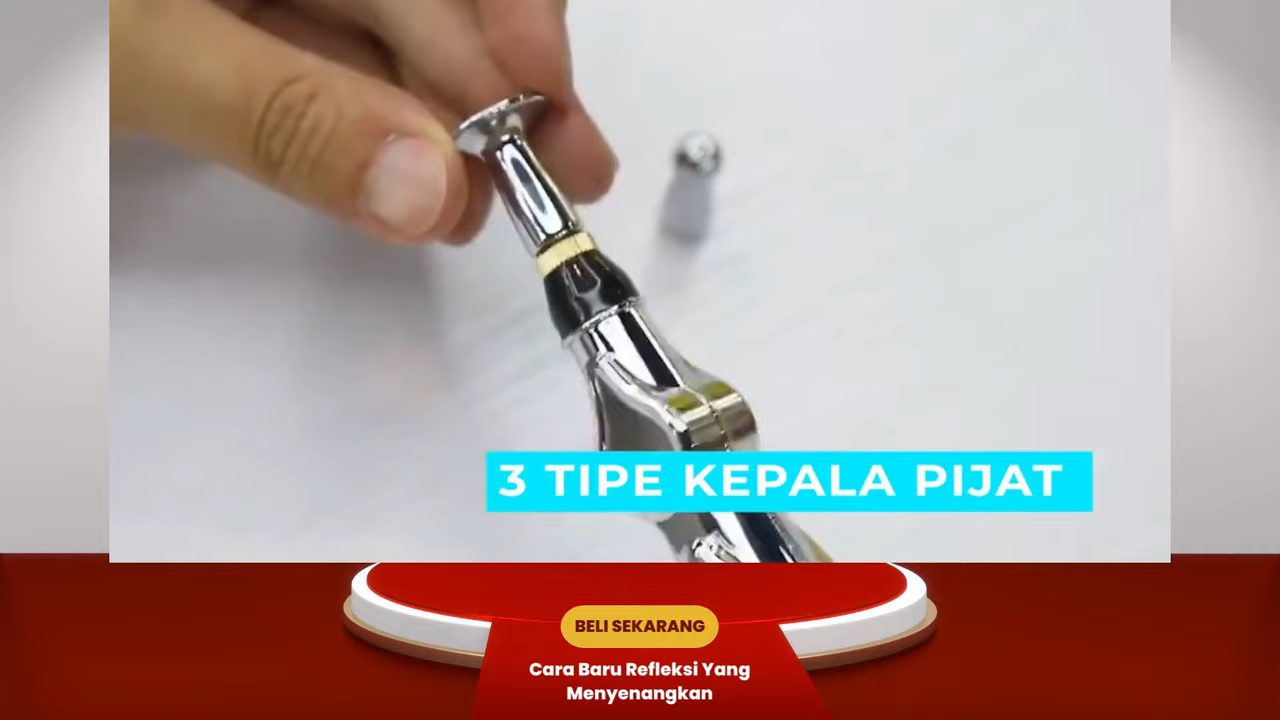 3 TIPE KEPALA PIJAT
BELI SEKARANG
Cara Baru Refleksi Yang
Menyenangkan